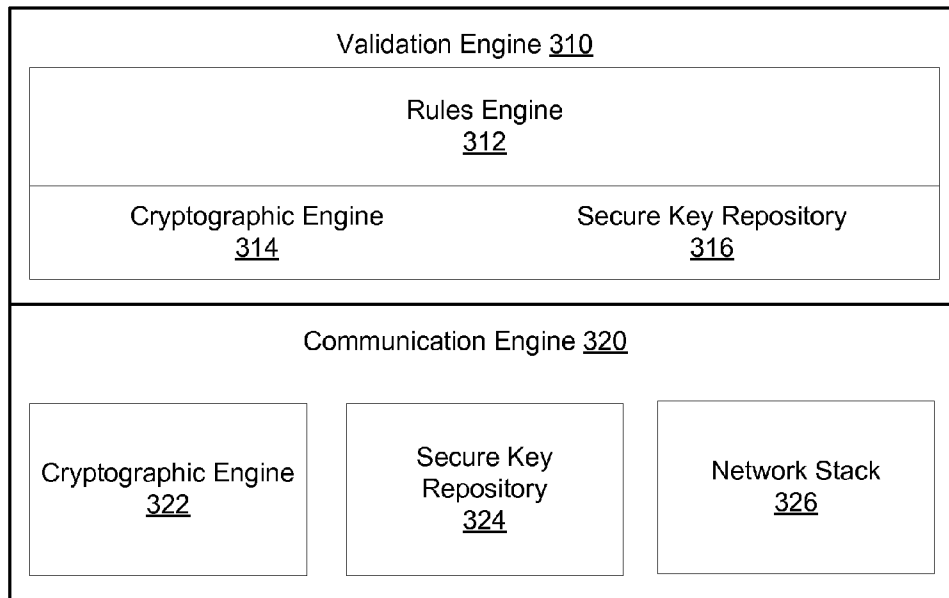 Validation Engine 310
Rules Engine
312
Cryptographic Engine
314
Secure Key Repository
316
Communication Engine 320
Cryptographic Engine
322
Secure Key
Repository
324
Network Stack
326